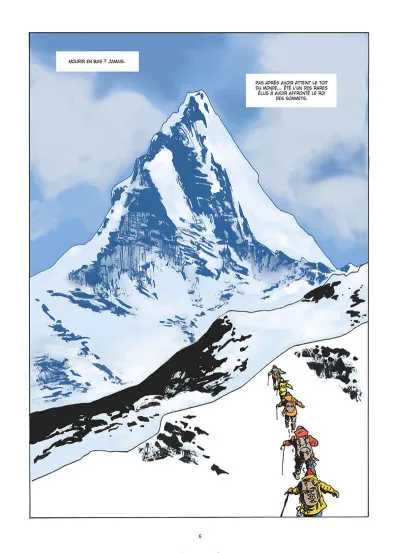 MOURIR EN BAS ? JAMAIS.
PAS APRÈS AVOIR ATTEINT LE TOIT
DU MONDE... ÉTÉ L'UN DES RARES
ÉLUS À AVOIR AFFRONTÉ LE ROI
DES SOMMETS.
6